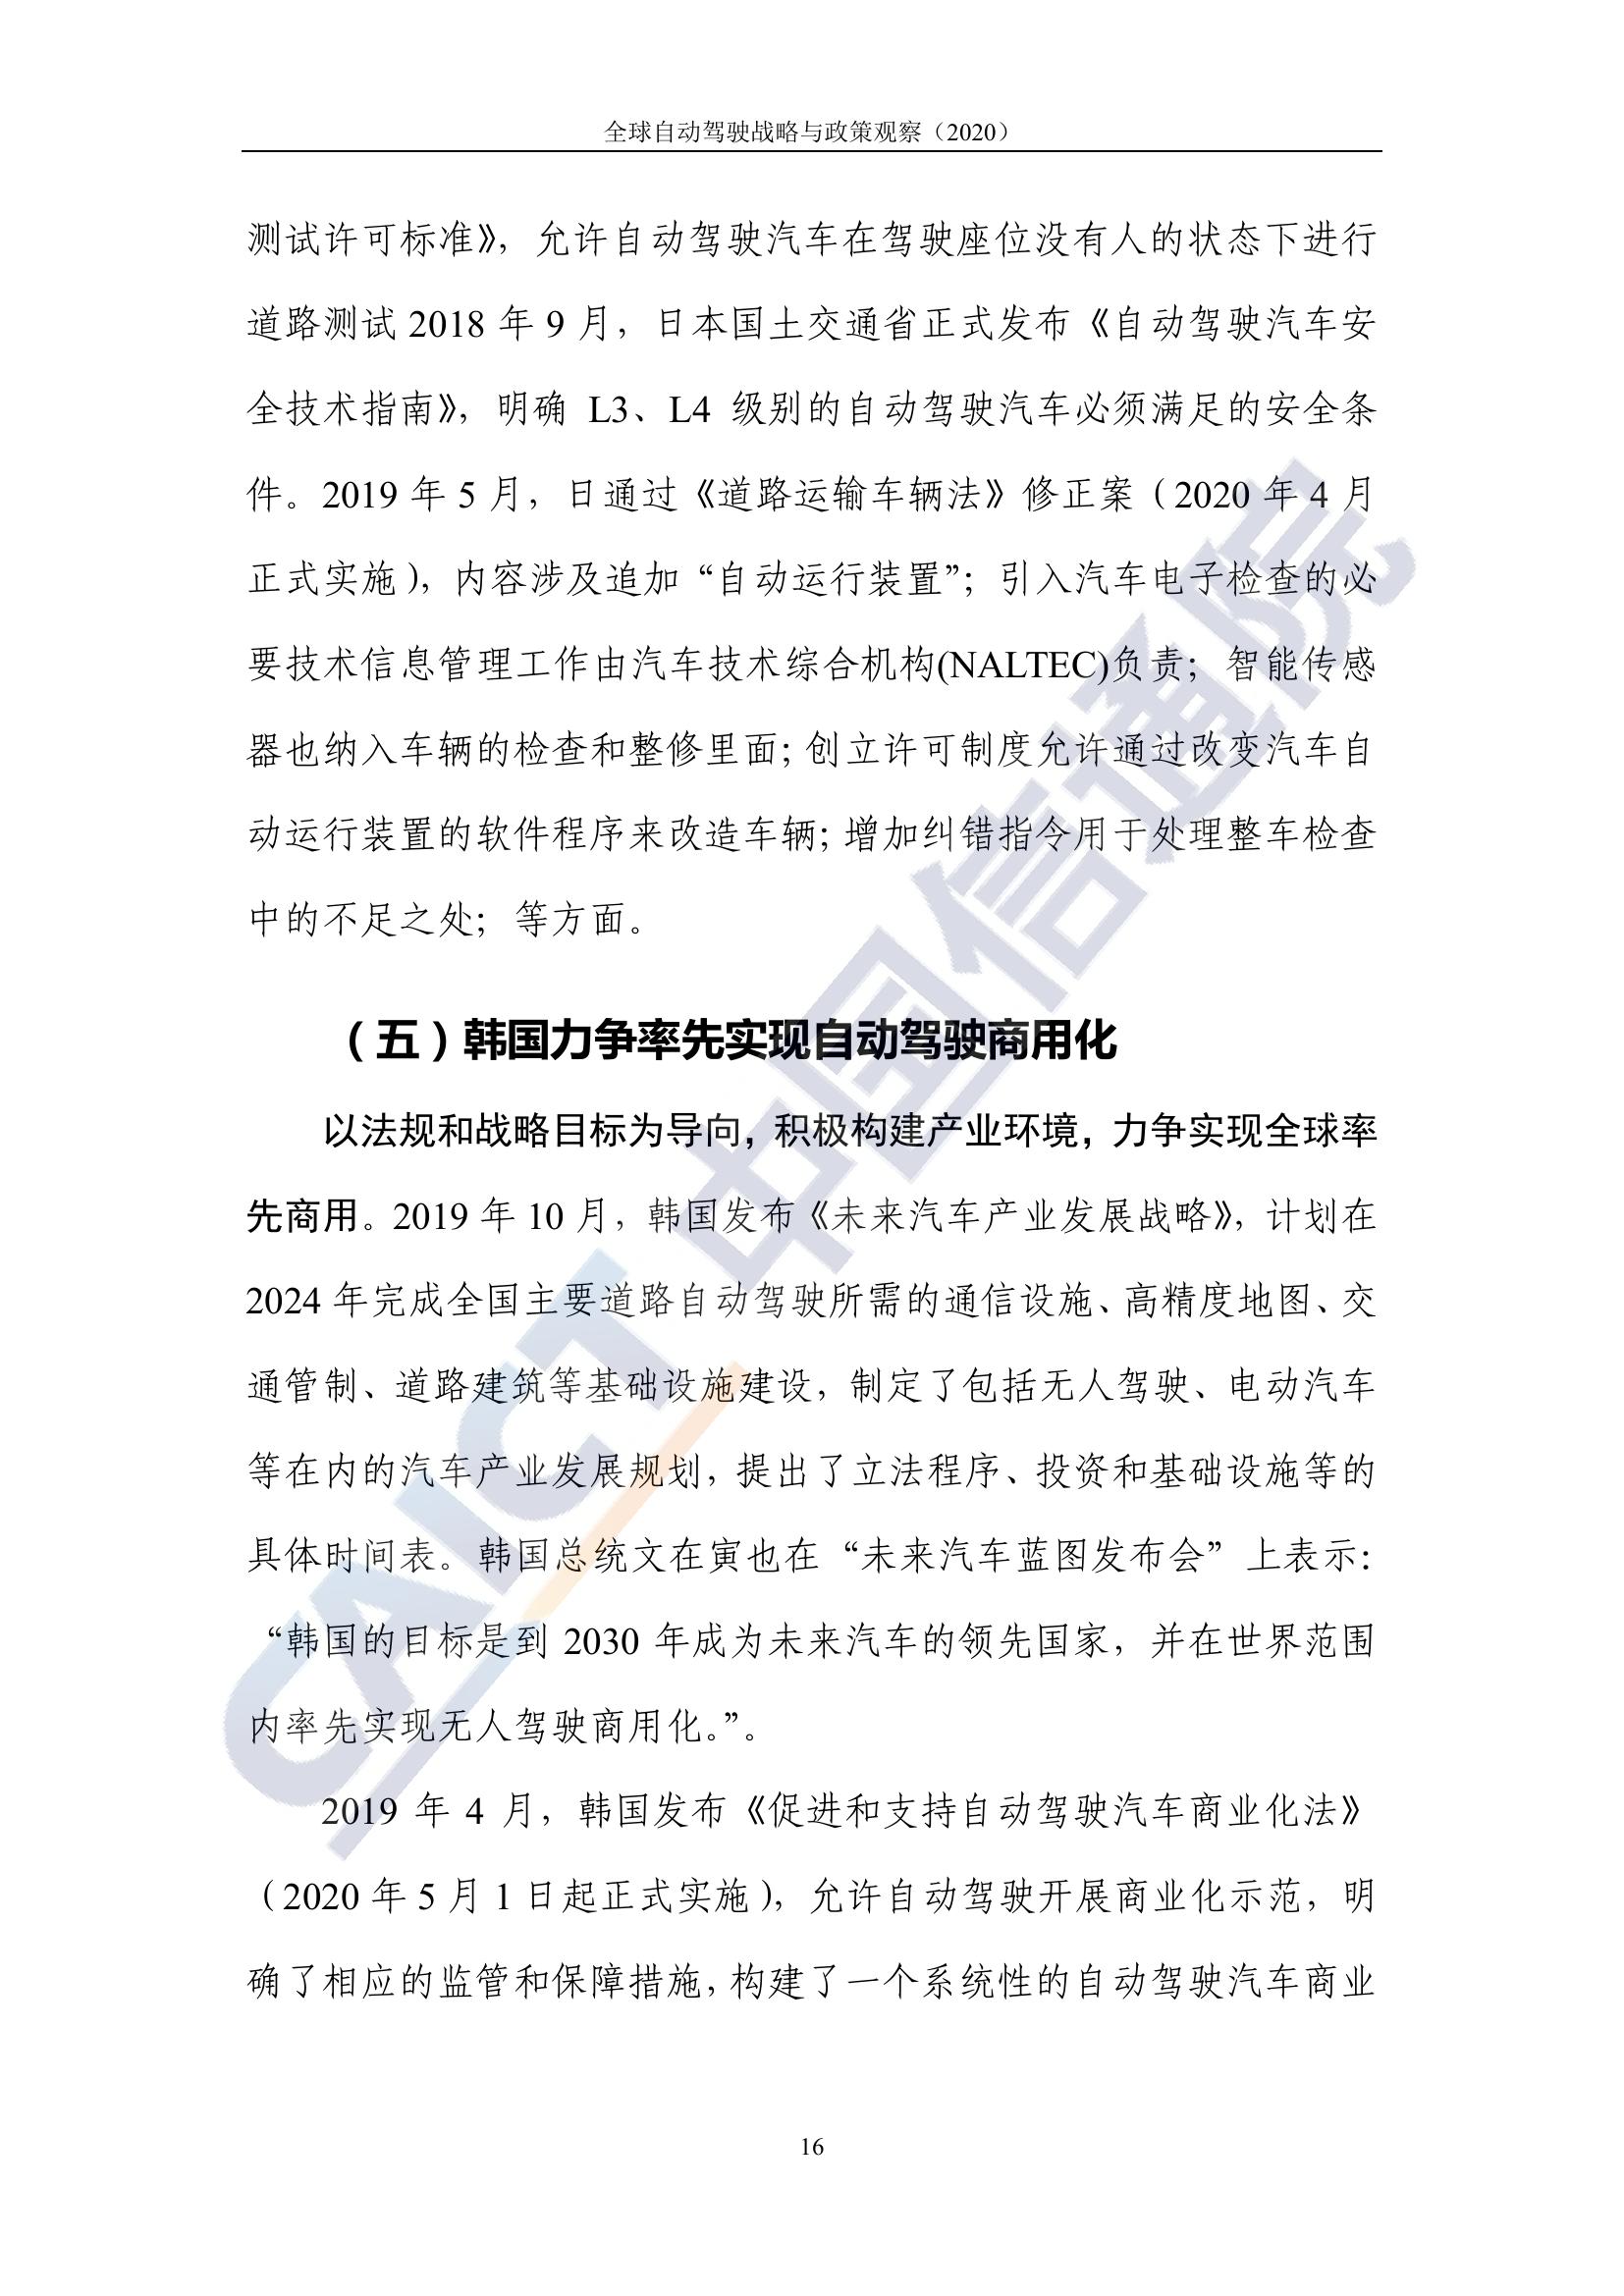 全球自动驾驶战略与政策观察（2020）
测试许可标准》，允许自动驾驶汽车在驾驶座位没有人的状态下进行
道路测试 2018 年 9 月，日本国土交通省正式发布《自动驾驶汽车安
全技术指南》，明确 L3、L4 级别的自动驾驶汽车必须满足的安全条
件。2019 年 5 月，日通过《道路运输车辆法》修正案（2020 年 4 月
正式实施），内容涉及追加“自动运行装置”；引入汽车电子检查的必
要技术信息管理工作由汽车技术综合机构(NALTEC)负责；智能传感
器也纳入车辆的检查和整修里面；创立许可制度允许通过改变汽车自
动运行装置的软件程序来改造车辆；增加纠错指令用于处理整车检查
中的不足之处；等方面。
（五）韩国力争率先实现自动驾驶商用化
以法规和战略目标为导向，积极构建产业环境，力争实现全球率
先商用。2019 年 10 月，韩国发布《未来汽车产业发展战略》，计划在
2024 年完成全国主要道路自动驾驶所需的通信设施、高精度地图、交
通管制、道路建筑等基础设施建设，制定了包括无人驾驶、电动汽车
等在内的汽车产业发展规划，提出了立法程序、投资和基础设施等的
具体时间表。韩国总统文在寅也在“未来汽车蓝图发布会”上表示：
“韩国的目标是到 2030 年成为未来汽车的领先国家，并在世界范围
内率先实现无人驾驶商用化。”。
2019 年 4 月，韩国发布《促进和支持自动驾驶汽车商业化法》
（2020 年 5 月 1 日起正式实施），允许自动驾驶开展商业化示范，明
确了相应的监管和保障措施，构建了一个系统性的自动驾驶汽车商业
16
CAICT 中国信通院